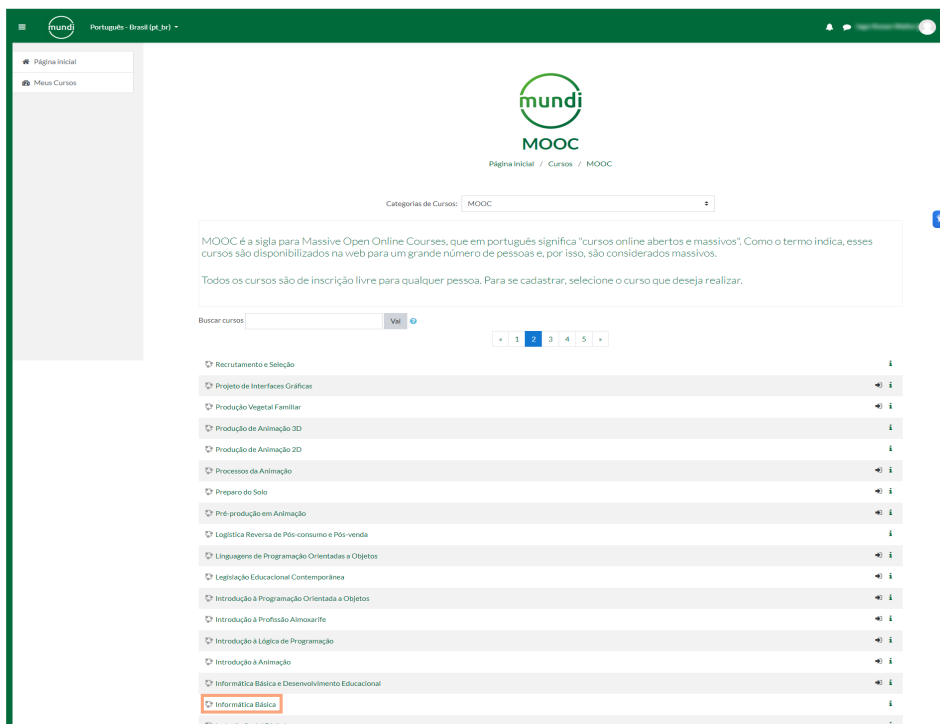 mundi
Português - Brasil (pt_br)
Página inicial
Meus Cursos
mundi
MOOC
Página inicial / Cursos / MOOC
Categorias de Cursos: MOOC
MOOC é a sigla para Massive Open Online Courses, que em português significa "cursos online abertos e massivos". Como o termo indica, esses
cursos são disponibilizados na web para um grande número de pessoas e, por isso, são considerados massivos.
Todos os cursos são de inscrição livre para qualquer pessoa. Para se cadastrar, selecione o curso que deseja realizar.
Buscar cursos Vai
« 1 2 3 4 5 »
Recrutamento e Seleção
Projeto de Interfaces Gráficas
Produção Vegetal Familiar
Produção de Animação 3D
Produção de Animação 2D
Processos da Animação
Preparo do Solo
Pré-produção em Animação
Logística Reversa de Pós-consumo e Pós-venda
Linguagens de Programação Orientadas a Objetos
Legislação Educacional Contemporânea
Introdução à Programação Orientada a Objetos
Introdução à Profissão Almoxarife
Introdução à Lógica de Programação
Introdução à Animação
Informática Básica e Desenvolvimento Educacional
Informática Básica